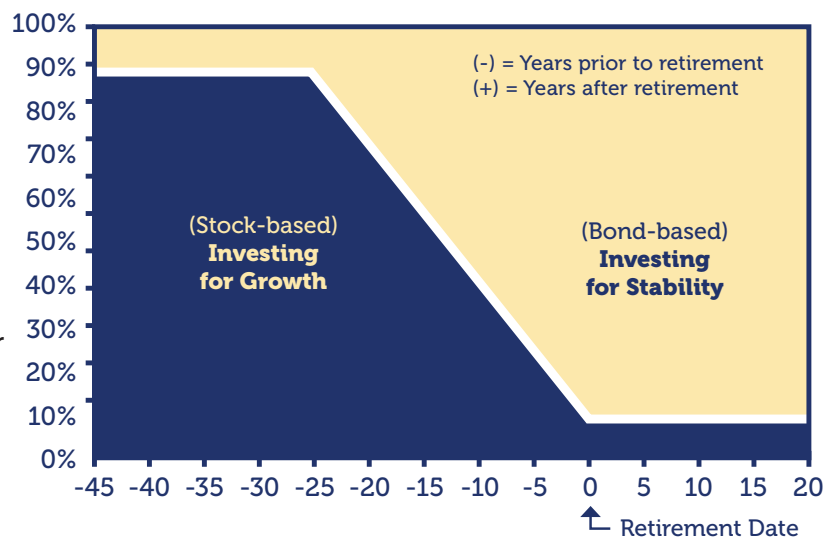 100%
90%
80%
70%
60%
50%
40%
30%
20%
10%
0%
(-) = Years prior to retirement
(+) = Years after retirement
(Stock-based)
Investing
for Growth
(Bond-based)
Investing
for Stability
-45 -40 -35 -30 -25 -20 -15 -10 -5 0 5 10 15 20
Retirement Date